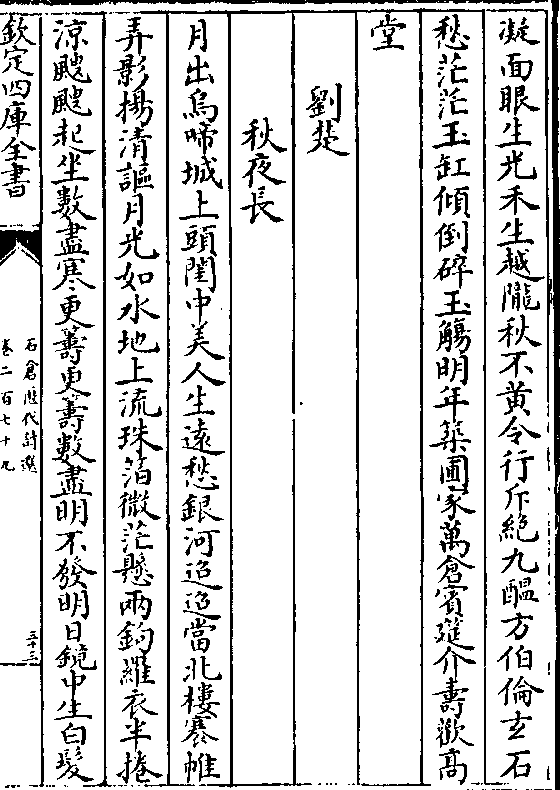 凝面眼生光禾生越隴秋不黄令行斥絶九醞方伯倫玄石
愁茫茫玉缸傾倒碎玉觴明年築圃家萬倉賓筵介壽歡髙
堂
劉楚
秋夜長
月出烏啼城上頭閨中美人生遠愁銀河迢迢當北樓褰帷
弄影揚清謳月光如水地上流珠箔微茫懸兩鉤羅衣半捲
涼颼颼起坐數盡寒更籌更籌數盡明不發明日鏡中生白髮
欽定四庫全書
石倉歴代詩選
卷二百七十九
三十三